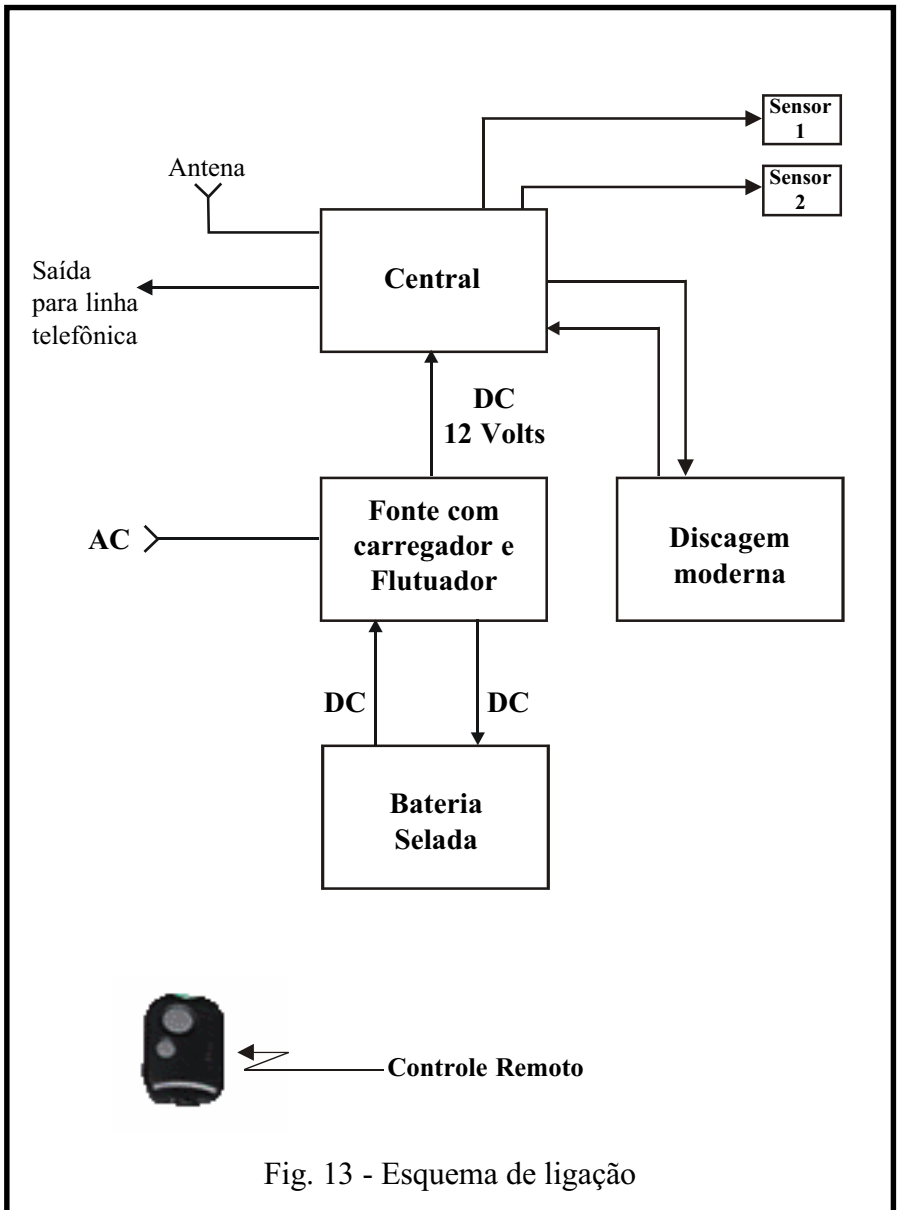 Sensor
1
Antena
Sensor
2
Saída
para linha
telefônica
Central
DC
12 Volts
AC
Fonte com
carregador e
Flutuador
Discagem
moderna
DC
DC
Bateria
Selada
Controle Remoto
Fig. 13 - Esquema de ligação